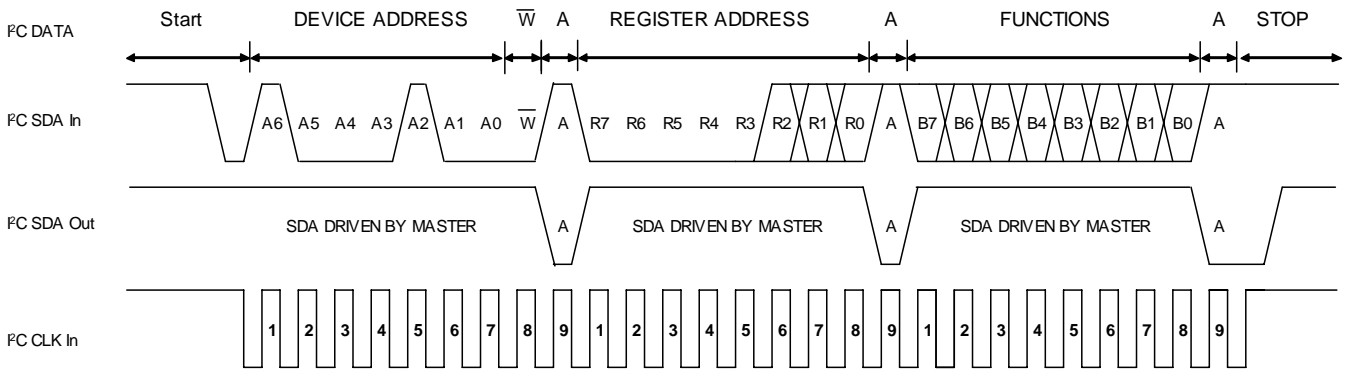 Start DEVICE ADDRESS W̅ A REGISTER ADDRESS A FUNCTIONS A STOP
I²C DATA
I²C SDA In
A6 A5 A4 A3 A2 A1 A0 W̅ A R7 R6 R5 R4 R3 R2 R1 R0 A B7 B6 B5 B4 B3 B2 B1 B0 A
I²C SDA Out
SDA DRIVEN BY MASTER A SDA DRIVEN BY MASTER A SDA DRIVEN BY MASTER A
1 2 3 4 5 6 7 8 9 1 2 3 4 5 6 7 8 9 1 2 3 4 5 6 7 8 9
I²C CLK In